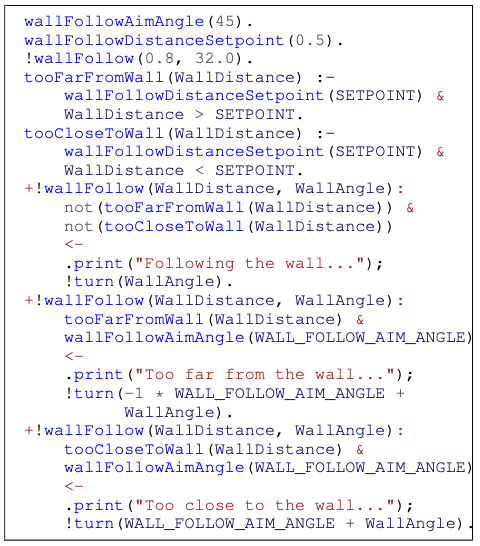 wallFollowAimAngle(45).
wallFollowDistanceSetpoint(0.5).
!wallFollow(0.8, 32.0).
tooFarFromWall(WallDistance) :-
    wallFollowDistanceSetpoint(SETPOINT) &
    WallDistance > SETPOINT.
tooCloseToWall(WallDistance) :-
    wallFollowDistanceSetpoint(SETPOINT) &
    WallDistance < SETPOINT.
+!wallFollow(WallDistance, WallAngle):
    not(tooFarFromWall(WallDistance)) &
    not(tooCloseToWall(WallDistance))
    <-
    .print("Following the wall...");
    !turn(WallAngle).
+!wallFollow(WallDistance, WallAngle):
    tooFarFromWall(WallDistance) &
    wallFollowAimAngle(WALL_FOLLOW_AIM_ANGLE)
    <-
    .print("Too far from the wall...");
    !turn(-1 * WALL_FOLLOW_AIM_ANGLE +
          WallAngle).
+!wallFollow(WallDistance, WallAngle):
    tooCloseToWall(WallDistance) &
    wallFollowAimAngle(WALL_FOLLOW_AIM_ANGLE)
    <-
    .print("Too close to the wall...");
    !turn(WALL_FOLLOW_AIM_ANGLE + WallAngle).